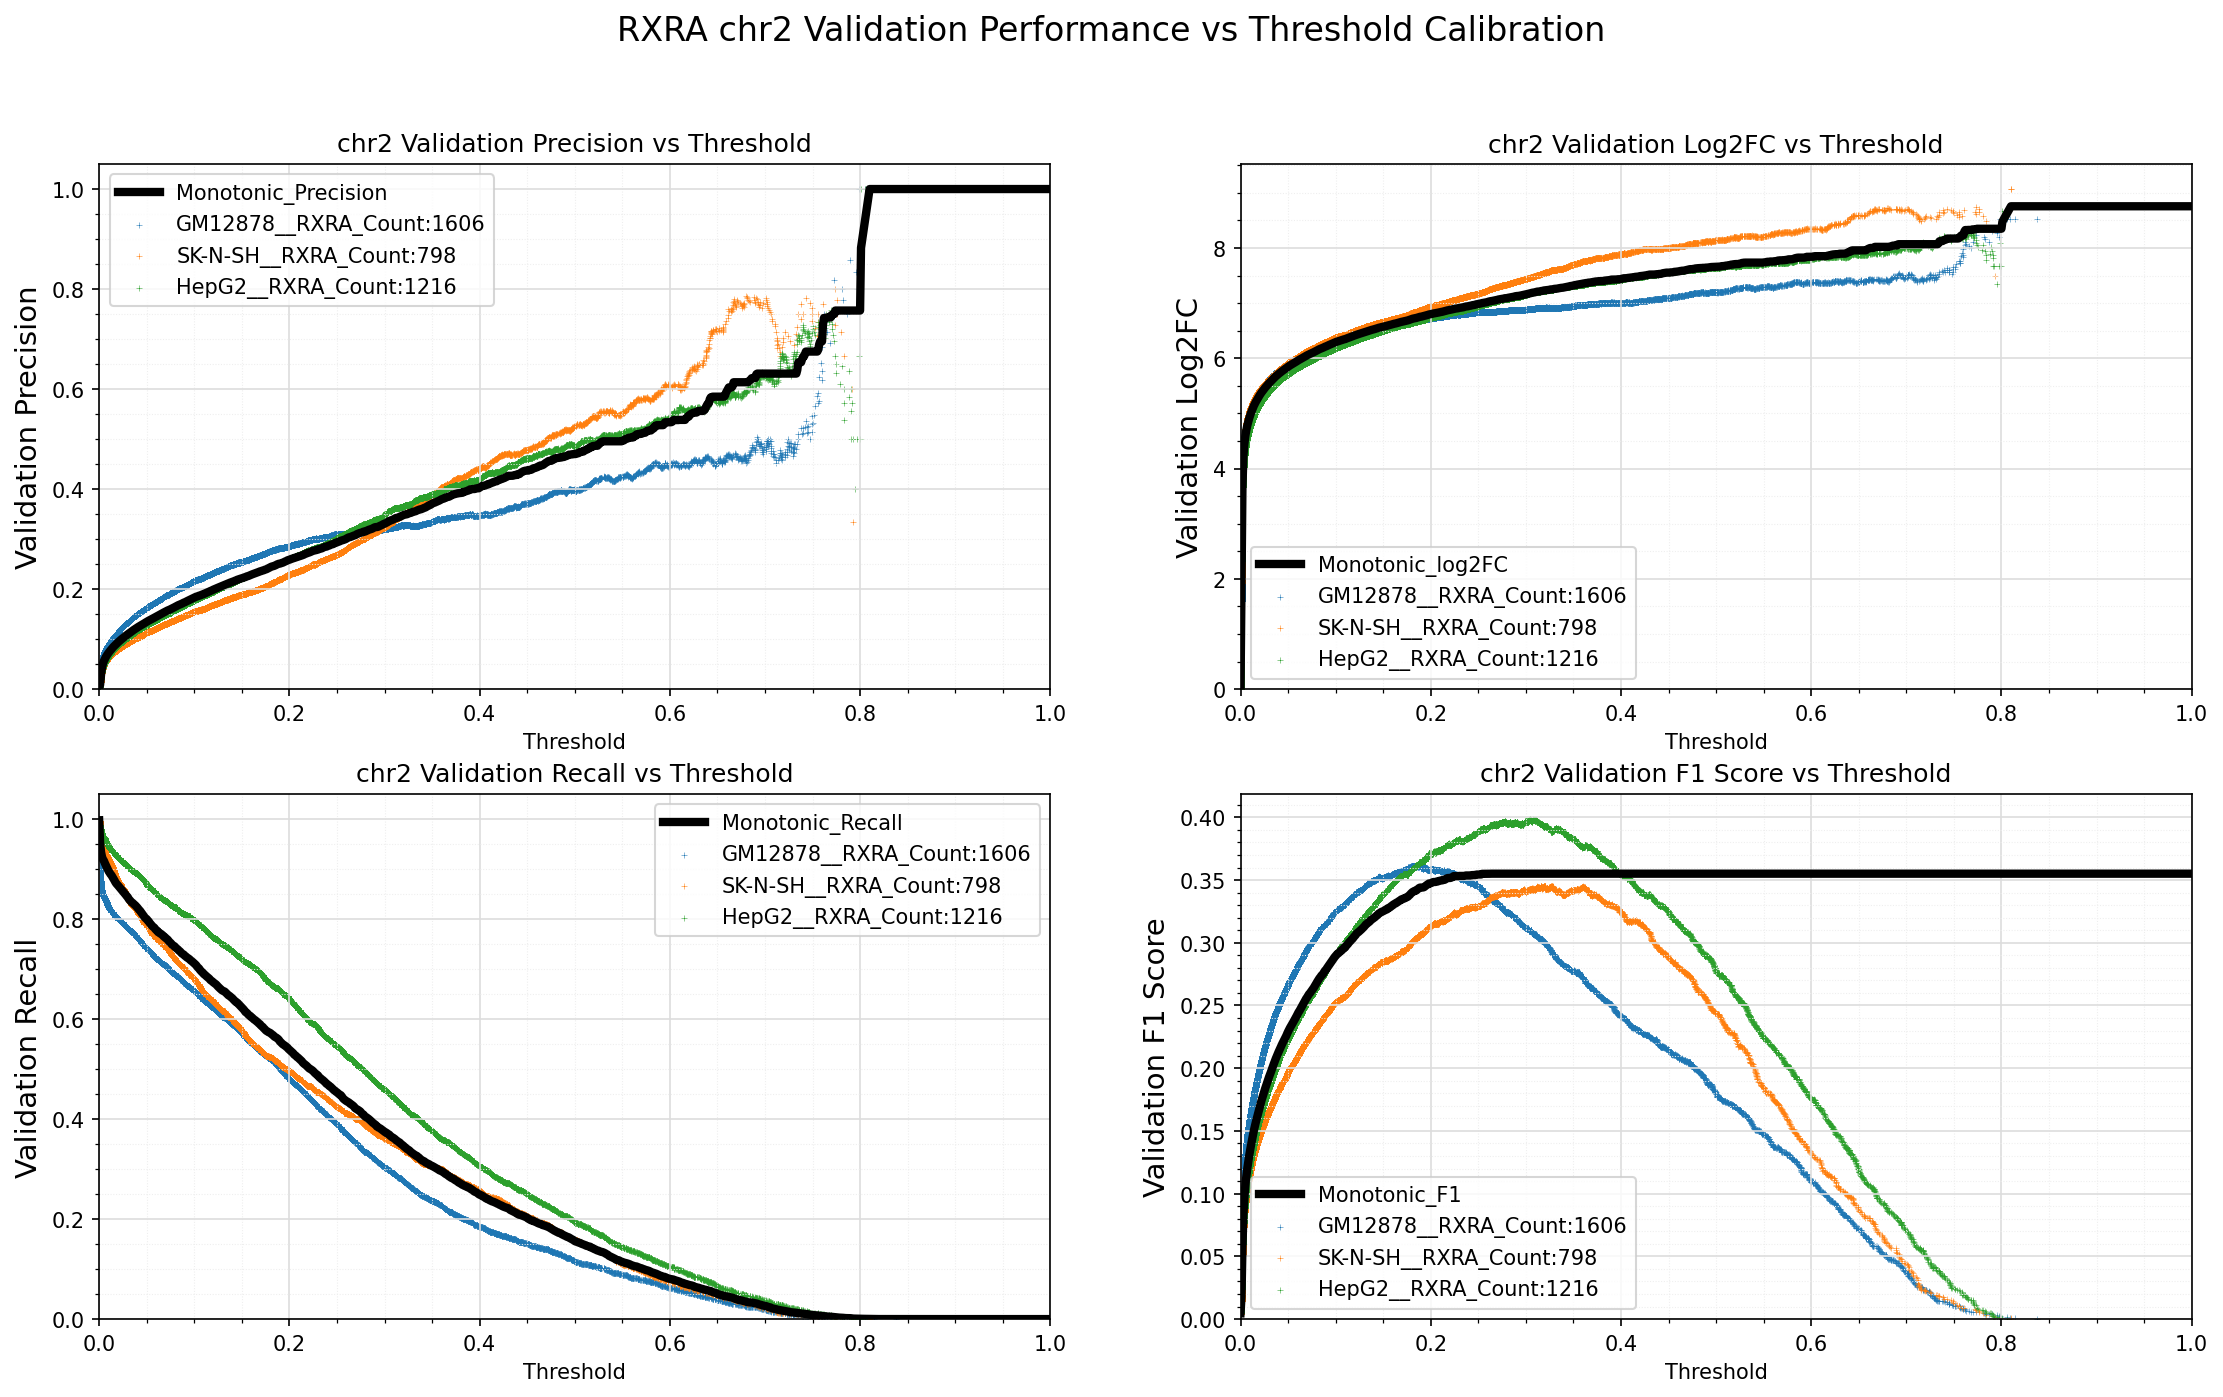 RXRA chr2 Validation Performance vs Threshold Calibration
chr2 Validation Precision vs Threshold
Validation Precision
1.0
0.8
0.6
0.4
0.2
0.0
Monotonic_Precision
GM12878__RXRA_Count:1606
SK-N-SH__RXRA_Count:798
HepG2__RXRA_Count:1216
0.0 0.2 0.4 0.6 0.8 1.0
Threshold
chr2 Validation Log2FC vs Threshold
Validation Log2FC
8
6
4
2
0
Monotonic_log2FC
GM12878__RXRA_Count:1606
SK-N-SH__RXRA_Count:798
HepG2__RXRA_Count:1216
0.0 0.2 0.4 0.6 0.8 1.0
Threshold
chr2 Validation Recall vs Threshold
Validation Recall
1.0
0.8
0.6
0.4
0.2
0.0
Monotonic_Recall
GM12878__RXRA_Count:1606
SK-N-SH__RXRA_Count:798
HepG2__RXRA_Count:1216
0.0 0.2 0.4 0.6 0.8 1.0
Threshold
chr2 Validation F1 Score vs Threshold
Validation F1 Score
0.40
0.35
0.30
0.25
0.20
0.15
0.10
0.05
0.00
Monotonic_F1
GM12878__RXRA_Count:1606
SK-N-SH__RXRA_Count:798
HepG2__RXRA_Count:1216
0.0 0.2 0.4 0.6 0.8 1.0
Threshold